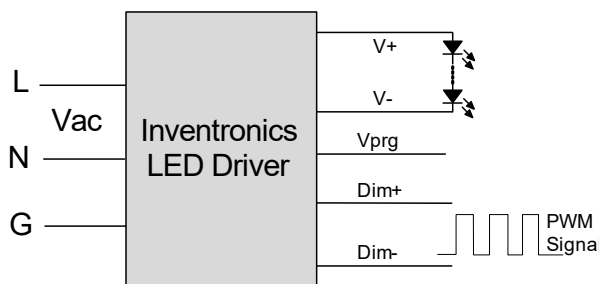 L
Vac
N
G
Inventronics
LED Driver
V+
V-
Vprg
Dim+
Dim-
PWM
Signa